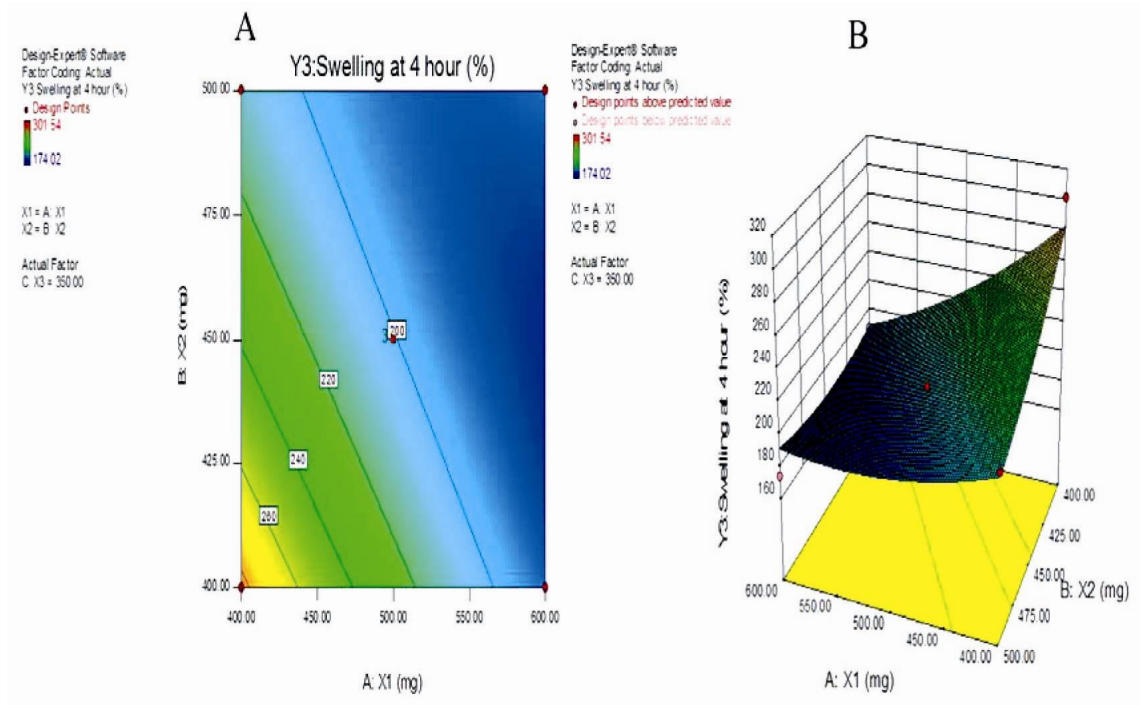 A
Design-Expert® Software
Factor Coding: Actual
Y3:Swelling at 4 hour (%)
Design Points
301.54
174.02
X1 = A: X1
X2 = B: X2
Actual Factor
C: X3 = 350.00
Y3:Swelling at 4 hour (%)
500.00
475.00
450.00
425.00
400.00
B: X2 (mg)
200
3
220
240
260
400.00
450.00
500.00
550.00
600.00
A: X1 (mg)
B
Design-Expert® Software
Factor Coding: Actual
Y3:Swelling at 4 hour (%)
Design points above predicted value
Design points below predicted value
301.54
174.02
X1 = A: X1
X2 = B: X2
Actual Factor
C: X3 = 350.00
Y3:Swelling at 4 hour (%)
320
300
280
260
240
220
200
180
160
600.00
550.00
500.00
450.00
400.00
A: X1 (mg)
400.00
425.00
450.00
475.00
500.00
B: X2 (mg)